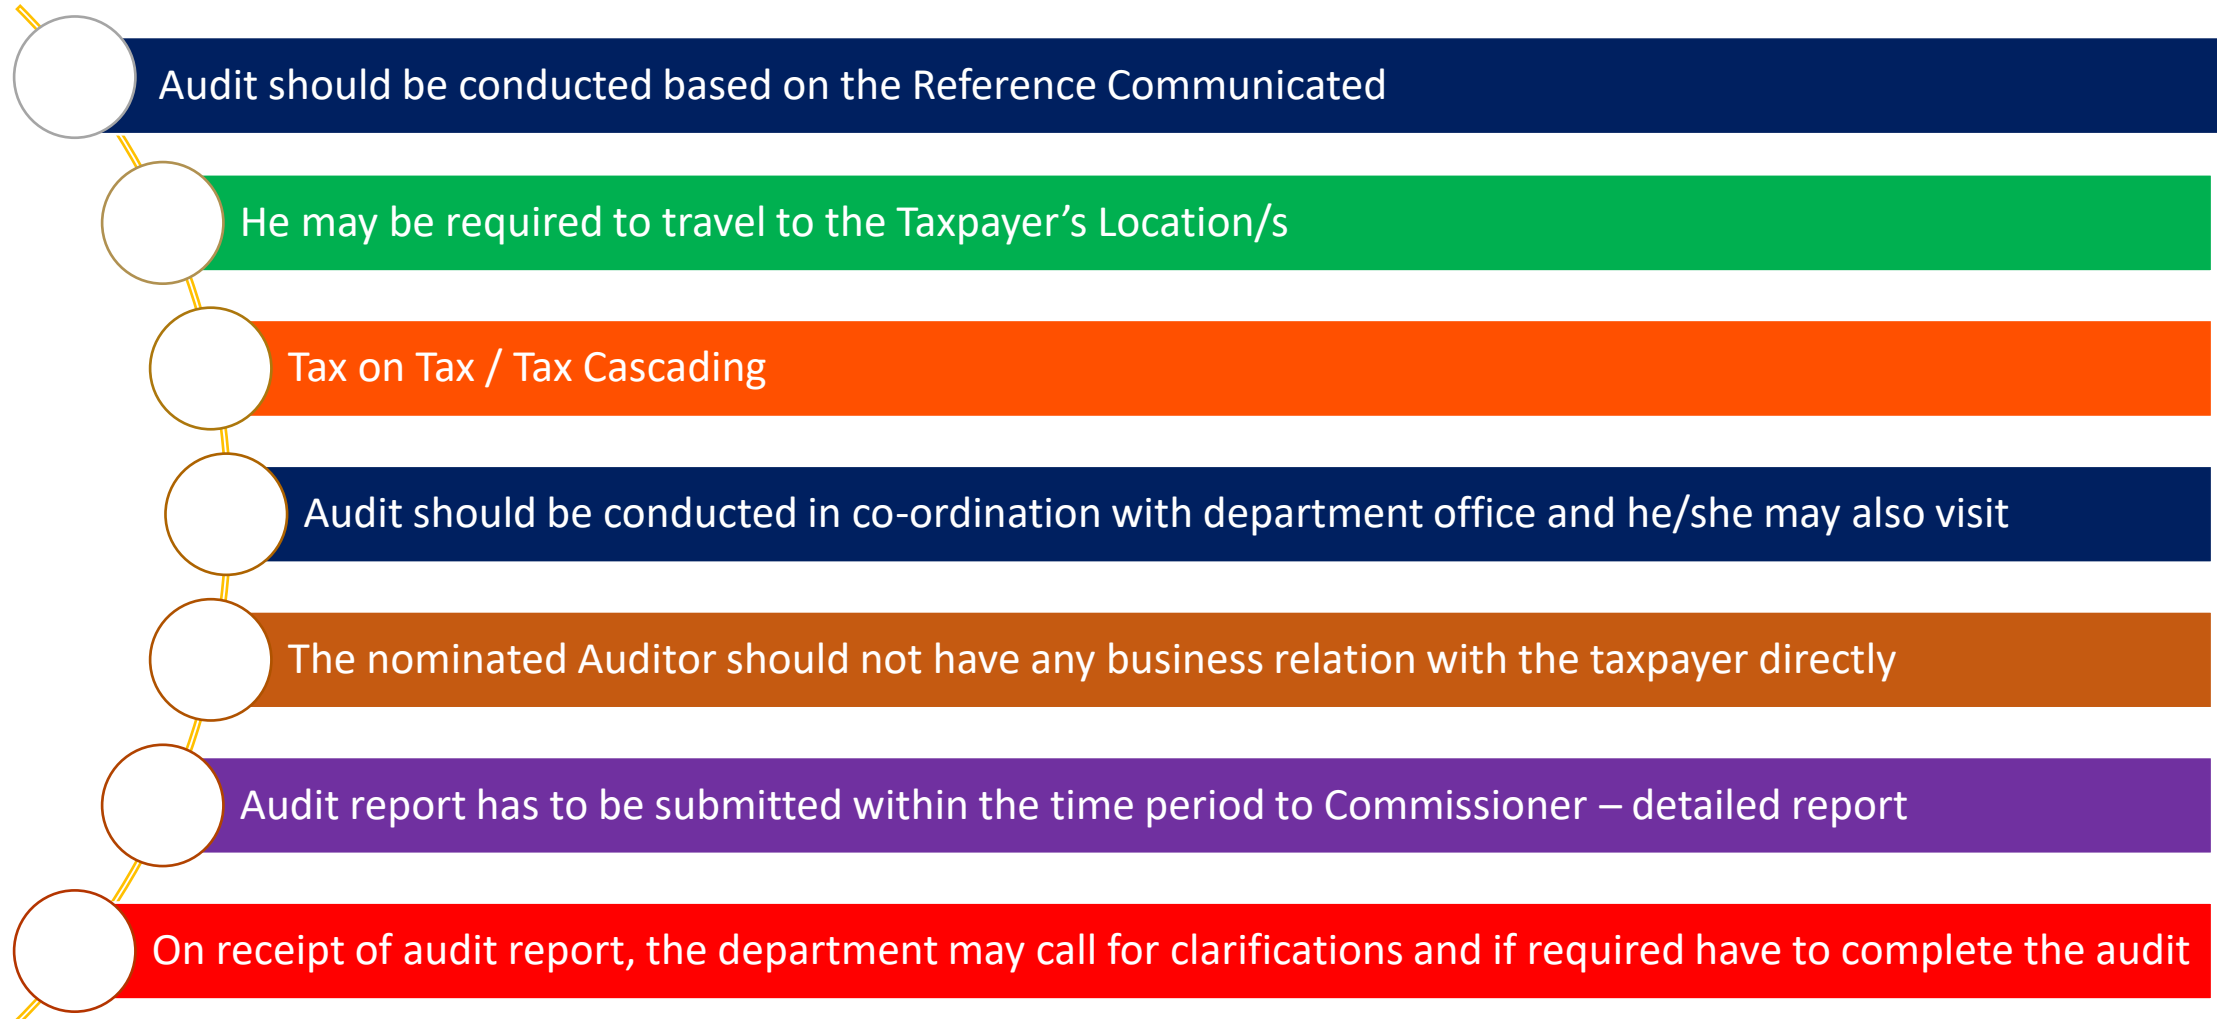 Audit should be conducted based on the Reference Communicated
He may be required to travel to the Taxpayer’s Location/s
Tax on Tax / Tax Cascading
Audit should be conducted in co-ordination with department office and he/she may also visit
The nominated Auditor should not have any business relation with the taxpayer directly
Audit report has to be submitted within the time period to Commissioner – detailed report
On receipt of audit report, the department may call for clarifications and if required have to complete the audit